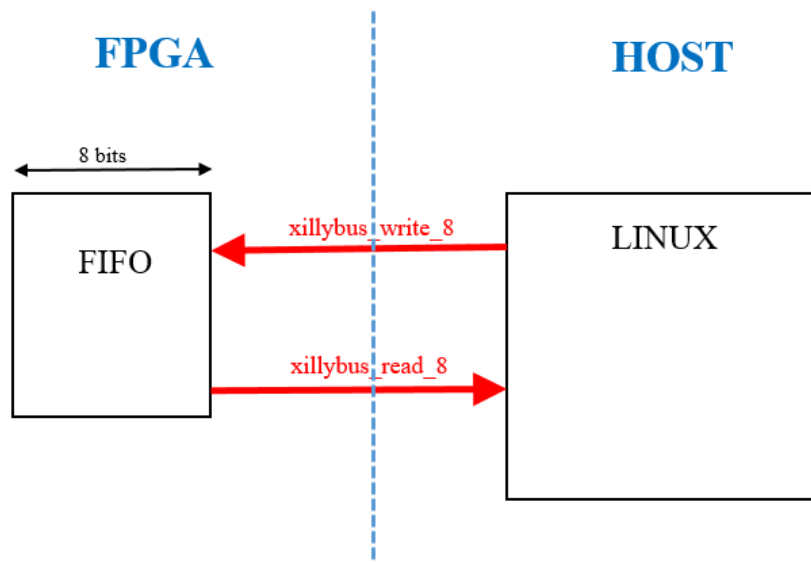 FPGA
HOST
8 bits
xillybus_write_8
FIFO
LINUX
xillybus_read_8